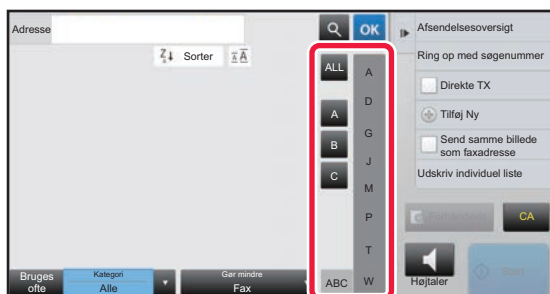 Adresse
OK
Sorter
ALL
A
B
C
ABC
A
D
G
J
M
P
T
W
Afsendelsesoversigt
Ring op med søgenummer
Direkte TX
Tilføj Ny
Send samme billede
som faxadresse
Udskriv individuel liste
CA
Højtaler
Start
Bruges
ofte
Kategori
Alle
Gør mindre
Fax